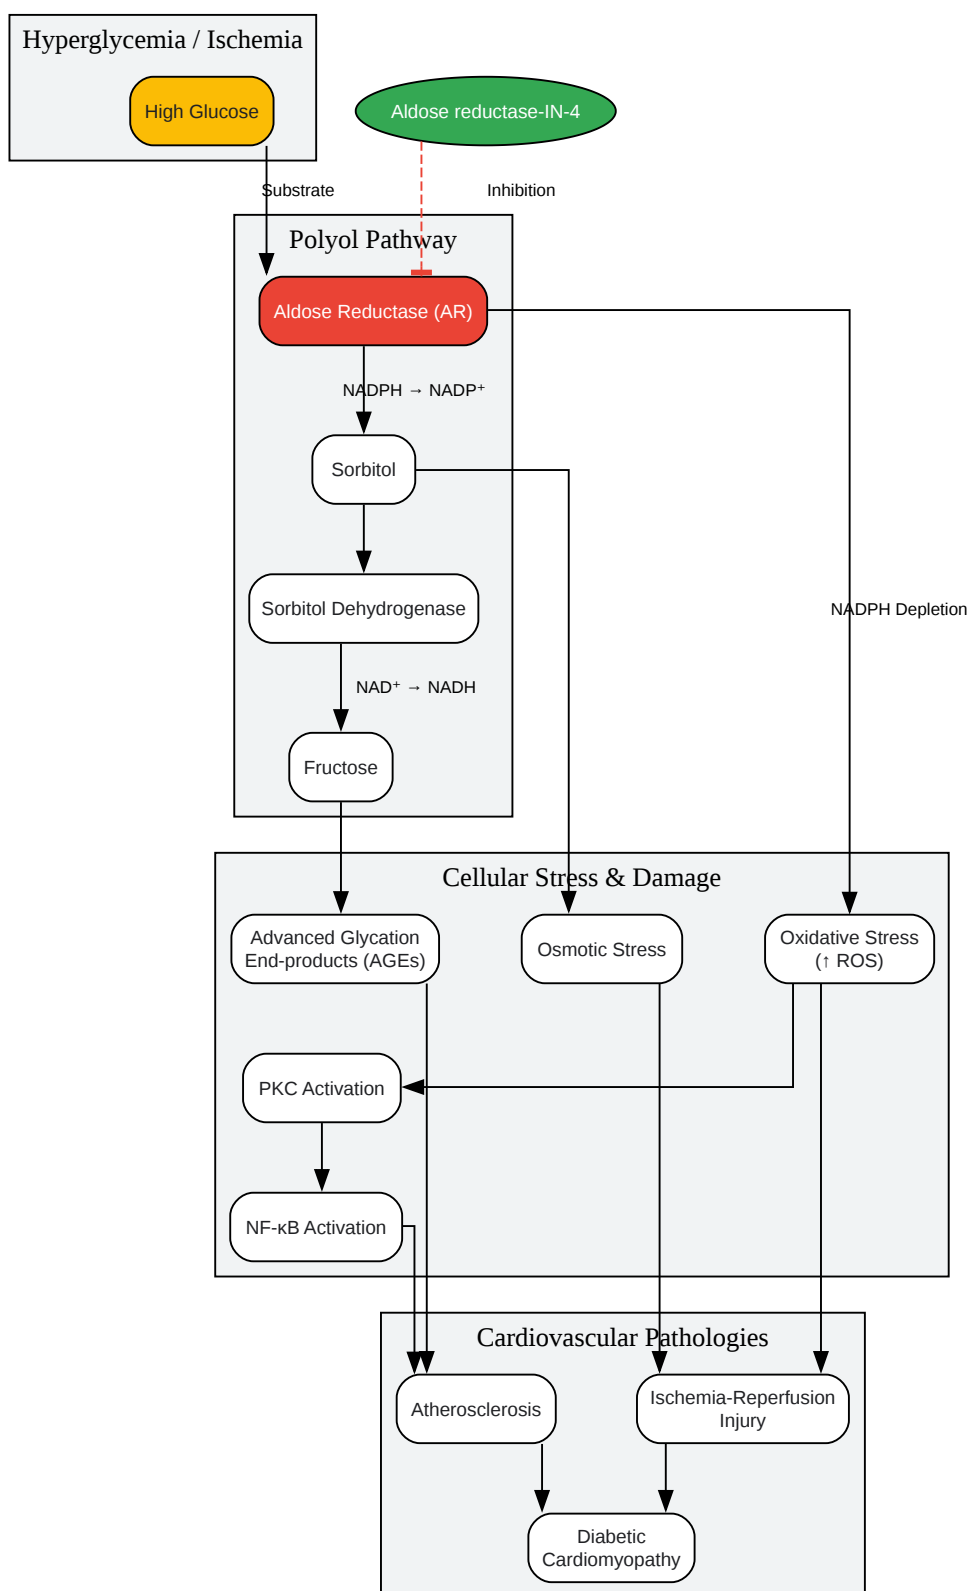 Hyperglycemia / Ischemia
High Glucose
Aldose reductase-IN-4
Substrate
Inhibition
Polyol Pathway
Aldose Reductase (AR)
NADPH → NADP⁺
Sorbitol
Sorbitol Dehydrogenase
NADPH Depletion
NAD⁺ → NADH
Fructose
Cellular Stress & Damage
Advanced Glycation
End-products (AGEs)
Osmotic Stress
Oxidative Stress
(↑ ROS)
PKC Activation
NF-κB Activation
Cardiovascular Pathologies
Atherosclerosis
Ischemia-Reperfusion
Injury
Diabetic
Cardiomyopathy